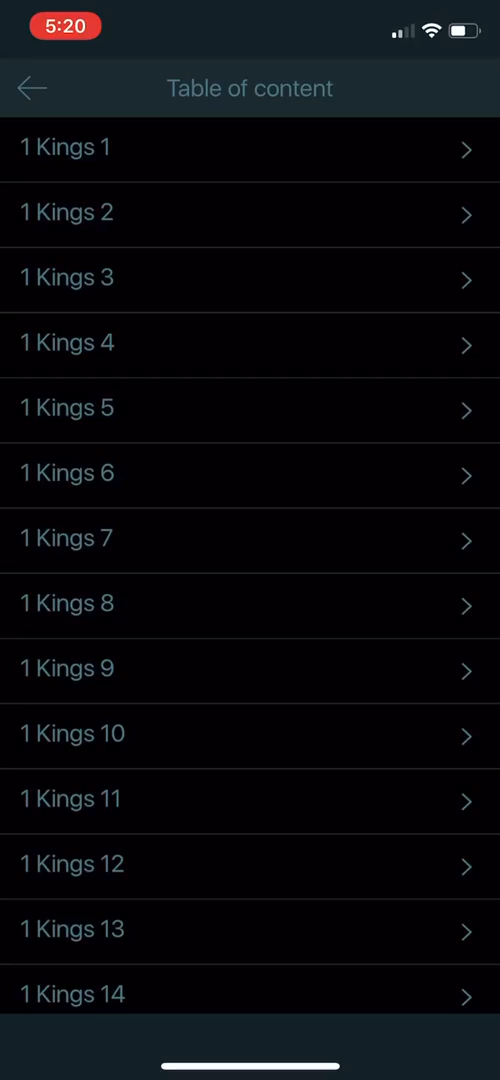 5:20
Table of content
1 Kings 1
1 Kings 2
1 Kings 3
1 Kings 4
1 Kings 5
1 Kings 6
1 Kings 7
1 Kings 8
1 Kings 9
1 Kings 10
1 Kings 11
1 Kings 12
1 Kings 13
1 Kings 14